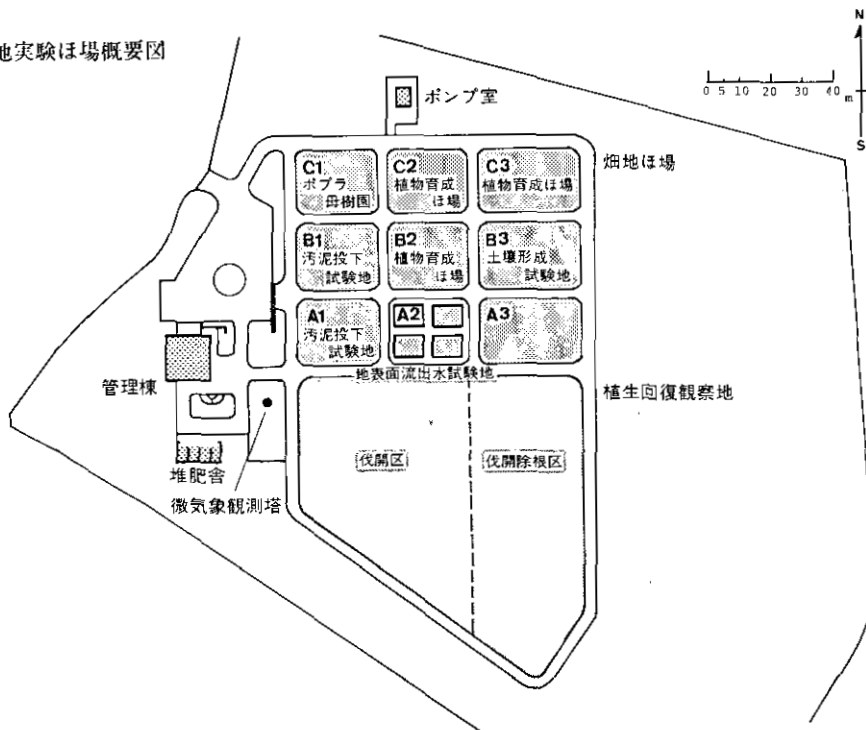 地実験ほ場概要図
N
0 5 10 20 30 40
m
S
ポンプ室
畑地ほ場
C1
ポプラ
母樹園
C2
植物育成
ほ場
C3
植物育成ほ場
B1
汚泥投下
試験地
B2
植物育成
ほ場
B3
土壌形成
試験地
A1
汚泥投下
試験地
A2
A3
地表面流出水試験地
管理棟
植生回復観察地
伐開区
伐開除根区
堆肥舎
微気象観測塔